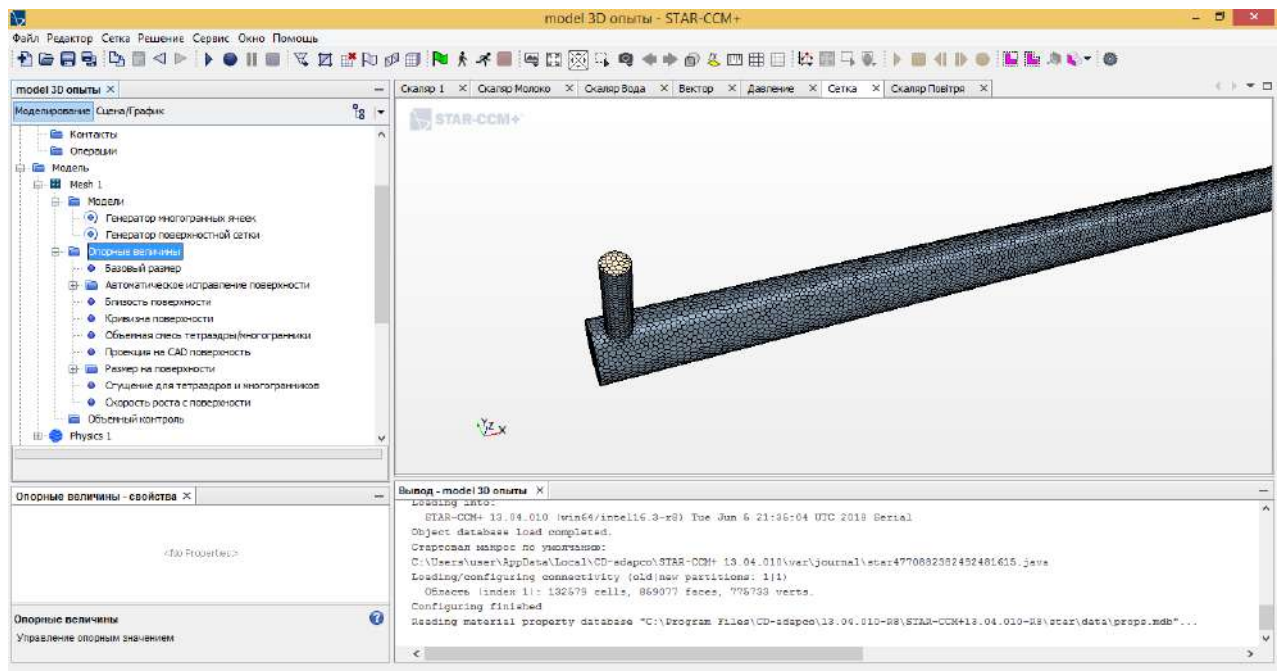 model 3D опыты - STAR-CCM+
Файл Редактор Сетка Решение Сервис Окно Помощь
model 3D опыты
Моделирование Сцена/График
Контакты
Операции
Модель
Mesh 1
Модели
Генератор многогранных ячеек
Генератор поверхностной сетки
Опорные величины
Базовый размер
Автоматическое исправление поверхности
Близость поверхности
Кривизна поверхности
Объемная смесь тетраэдры/многогранники
Проекция на CAD поверхность
Размер на поверхности
Сгущение для тетраэдров и многогранников
Скорость роста с поверхности
Объемный контроль
Physics 1
Опорные величины - свойства
<No Properties>
Опорные величины
Управление опорным значением
Скаляр 1 Скаляр Молоко Скаляр Вода Вектор Давление Сетка Скаляр Повітря
STAR-CCM+
Y Z X
Вывод - model 3D опыты
Loading into:
STAR-CCM+ 13.04.010 (win64/intel16.3-r8) Tue Jun 5 21:36:04 UTC 2018 Serial
Object database load completed.
Стартовал макрос по умолчанию:
C:\Users\user\AppData\Local\CD-adapco\STAR-CCM+ 13.04.010\var\journal\star4770882382492481615.java
Loading/configuring connectivity (old|new partitions: 1|1)
Область (index 1): 132579 cells, 869077 faces, 775733 verts.
Configuring finished
Reading material property database "C:\Program Files\CD-adapco\13.04.010-R8\STAR-CCM+13.04.010-R8\star\data\props.mdb"...